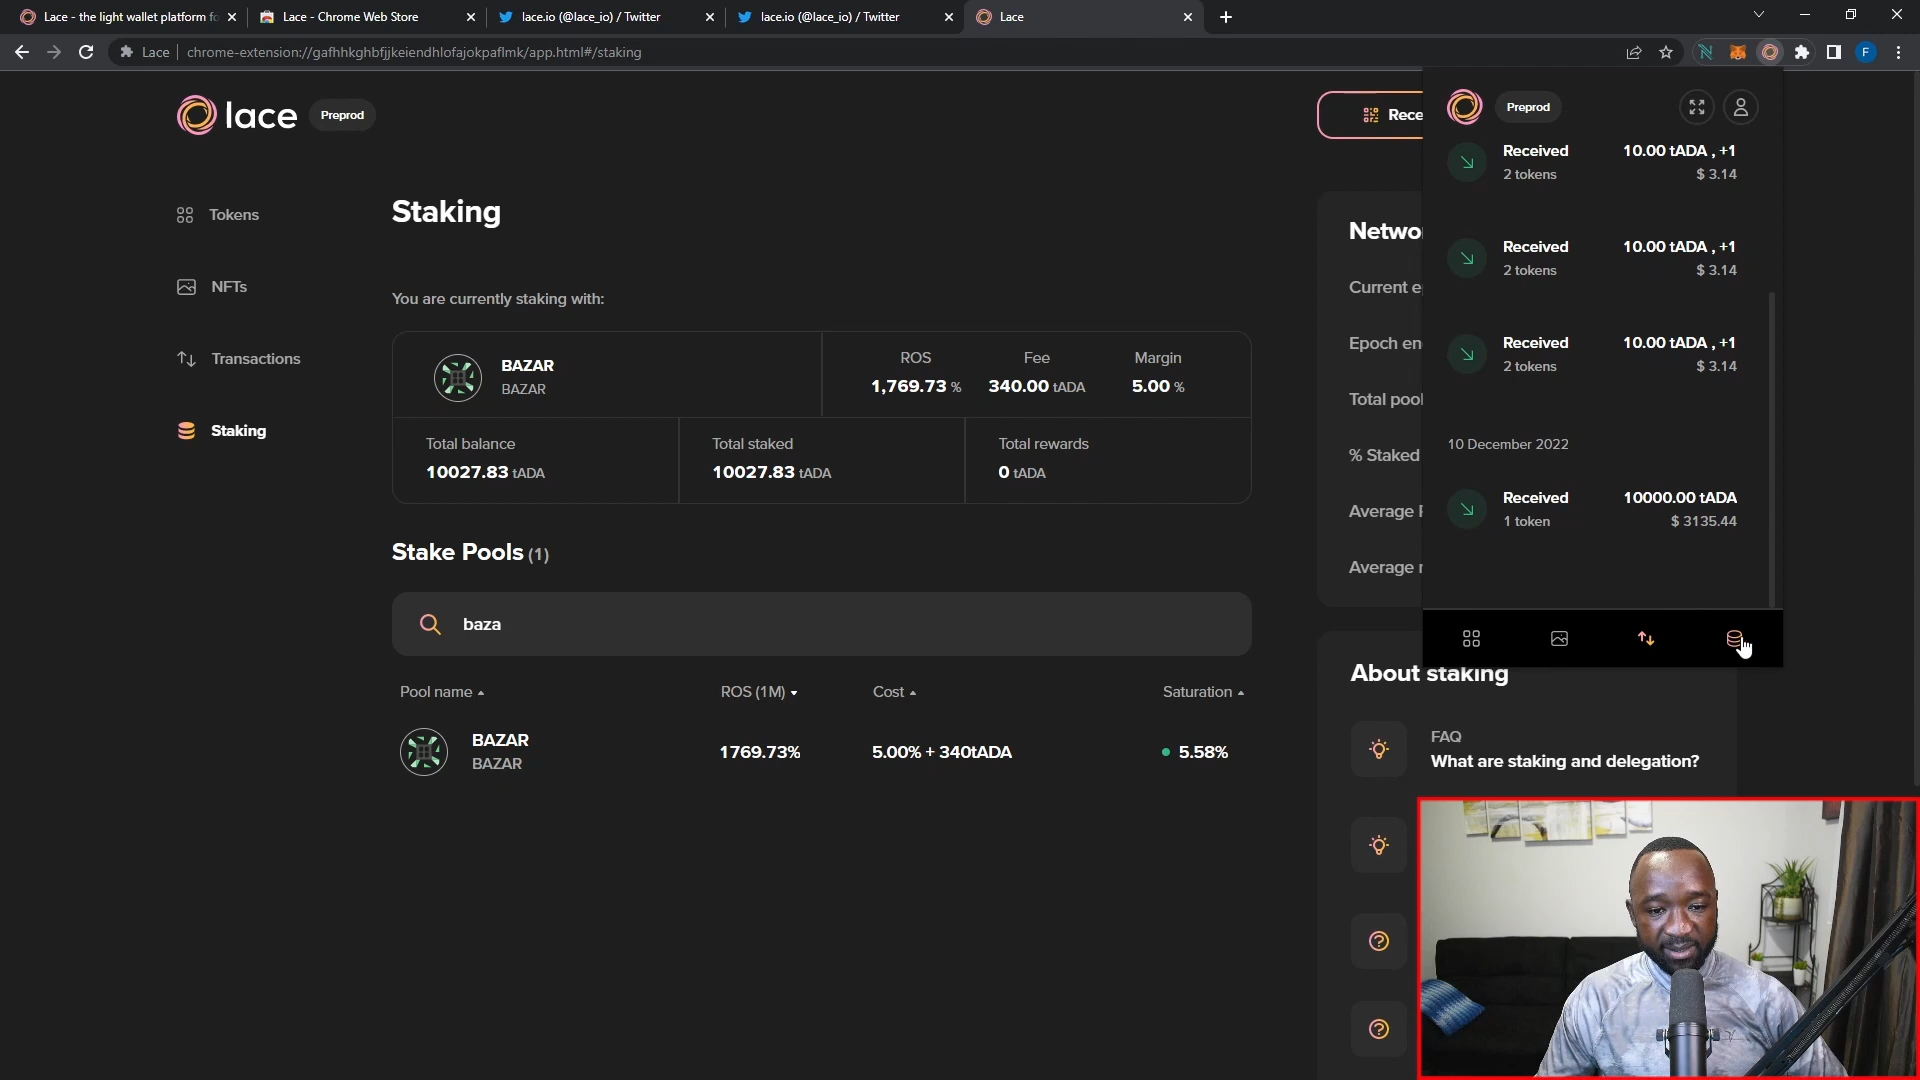 Lace - the light wallet platform fo
Lace - Chrome Web Store
lace.io (@lace_io) / Twitter
lace.io (@lace_io) / Twitter
Lace
Lace
chrome-extension://gafhhkghbfjjkeiendhlofajokpaflmk/app.html#/staking
F
lace
Preprod
Rece
Tokens
NFTs
Transactions
Staking
Staking
You are currently staking with:
BAZAR
BAZAR
ROS
1,769.73 %
Fee
340.00 tADA
Margin
5.00 %
Total balance
10027.83 tADA
Total staked
10027.83 tADA
Total rewards
0 tADA
Stake Pools (1)
baza
Pool name
ROS (1M)
Cost
Saturation
BAZAR
BAZAR
1769.73%
5.00% + 340tADA
5.58%
Netwo
Current e
Epoch en
Total pool
% Staked
Average
Average
About staking
FAQ
What are staking and delegation?
Preprod
Received
10.00 tADA , +1
2 tokens
$ 3.14
Received
10.00 tADA , +1
2 tokens
$ 3.14
Received
10.00 tADA , +1
2 tokens
$ 3.14
10 December 2022
Received
10000.00 tADA
1 token
$ 3135.44